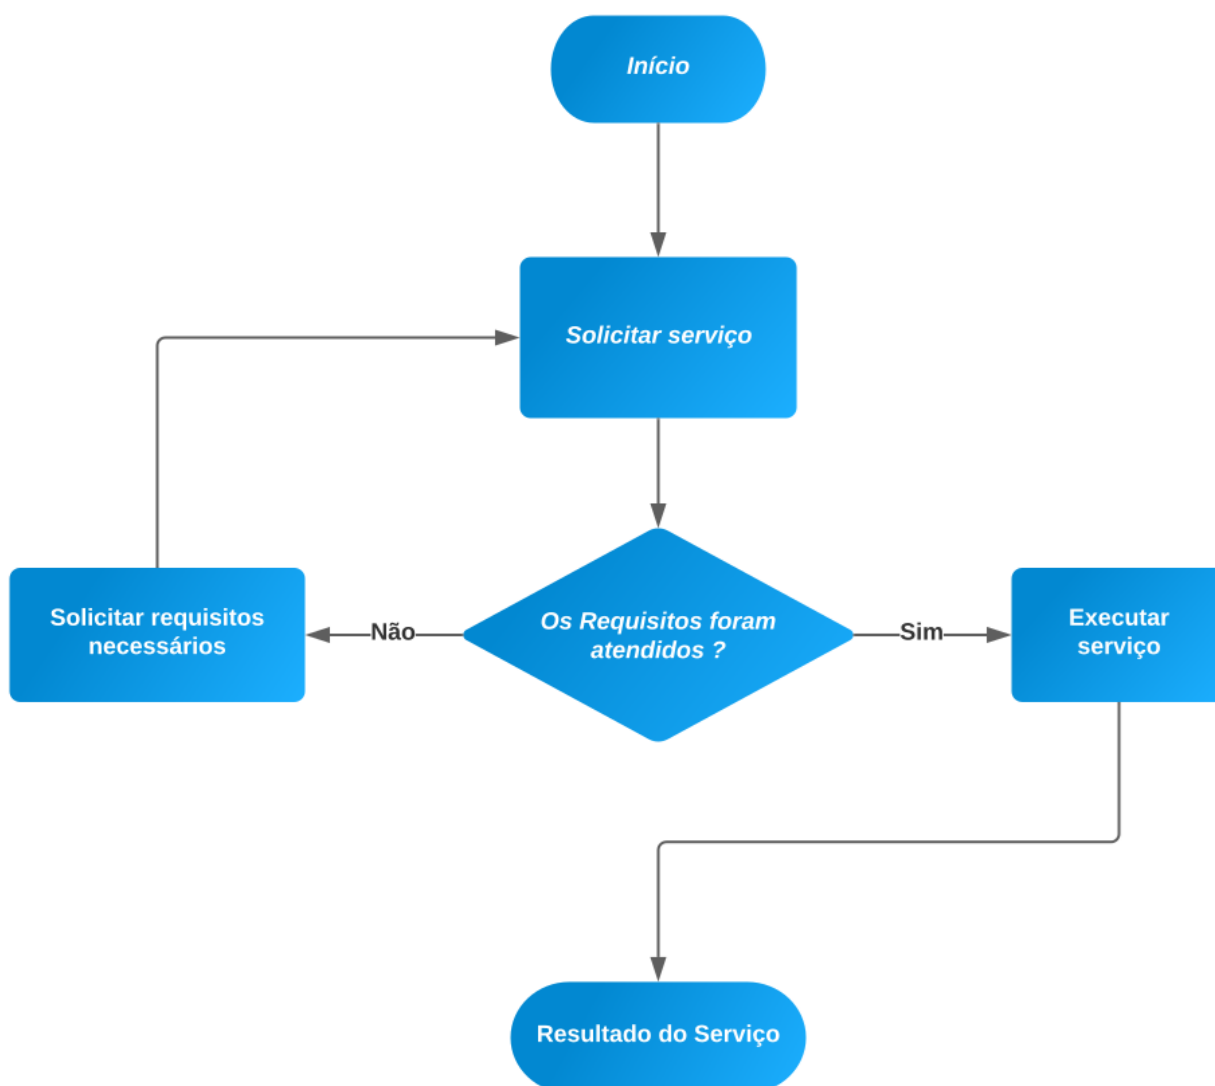 Início
Solicitar serviço
Solicitar requisitos
necessários
Não
Os Requisitos foram
atendidos ?
Sim
Executar
serviço
Resultado do Serviço